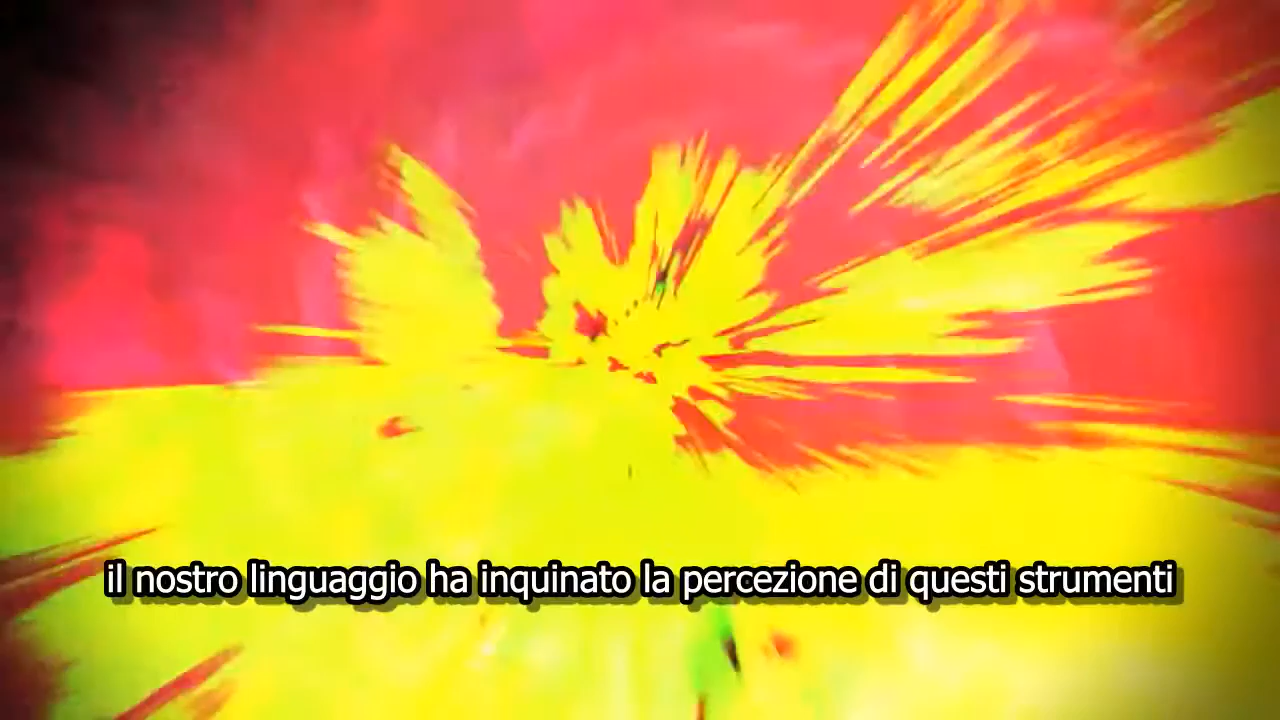 il nostro linguaggio ha inquinato la percezione di questi strumenti